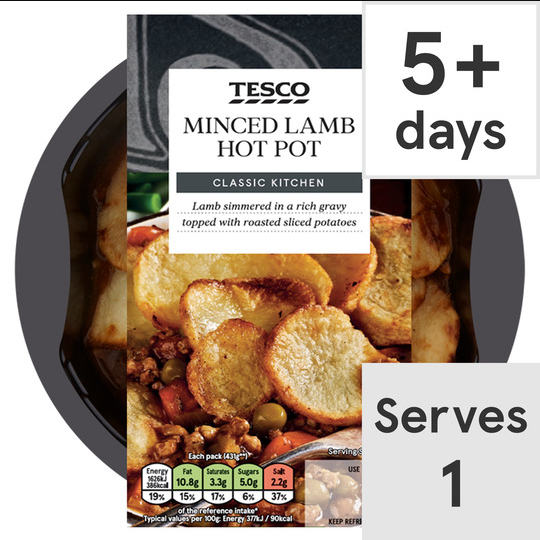 TESCO
MINCED LAMB
HOT POT
CLASSIC KITCHEN
Lamb simmered in a rich gravy
topped with roasted sliced potatoes
5+
days
Serves
1
Each pack (431g**)
Serving S
Energy
1626kJ
386kcal
19%
Fat
10.8g
15%
Saturates
3.3g
17%
Sugars
5.0g
6%
Salt
2.2g
37%
of the reference intake*
Typical values per 100g: Energy 377kJ / 90kcal
USE
KEEP REFRI